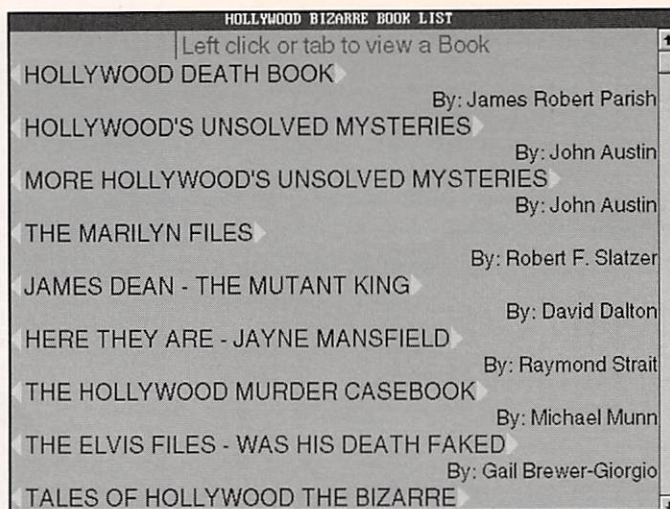 HOLLYWOOD BIZARRE BOOK LIST
Left click or tab to view a Book
HOLLYWOOD DEATH BOOK
By: James Robert Parish
HOLLYWOOD'S UNSOLVED MYSTERIES
By: John Austin
MORE HOLLYWOOD'S UNSOLVED MYSTERIES
By: John Austin
THE MARILYN FILES
By: Robert F. Slatzer
JAMES DEAN - THE MUTANT KING
By: David Dalton
HERE THEY ARE - JAYNE MANSFIELD
By: Raymond Strait
THE HOLLYWOOD MURDER CASEBOOK
By: Michael Munn
THE ELVIS FILES - WAS HIS DEATH FAKED
By: Gail Brewer-Giorgio
TALES OF HOLLYWOOD THE BIZARRE